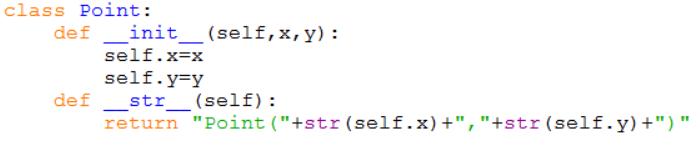 class Point:
    def __init__(self,x,y):
        self.x=x
        self.y=y
    def __str__(self):
        return "Point("+str(self.x)+","+str(self.y)+")"